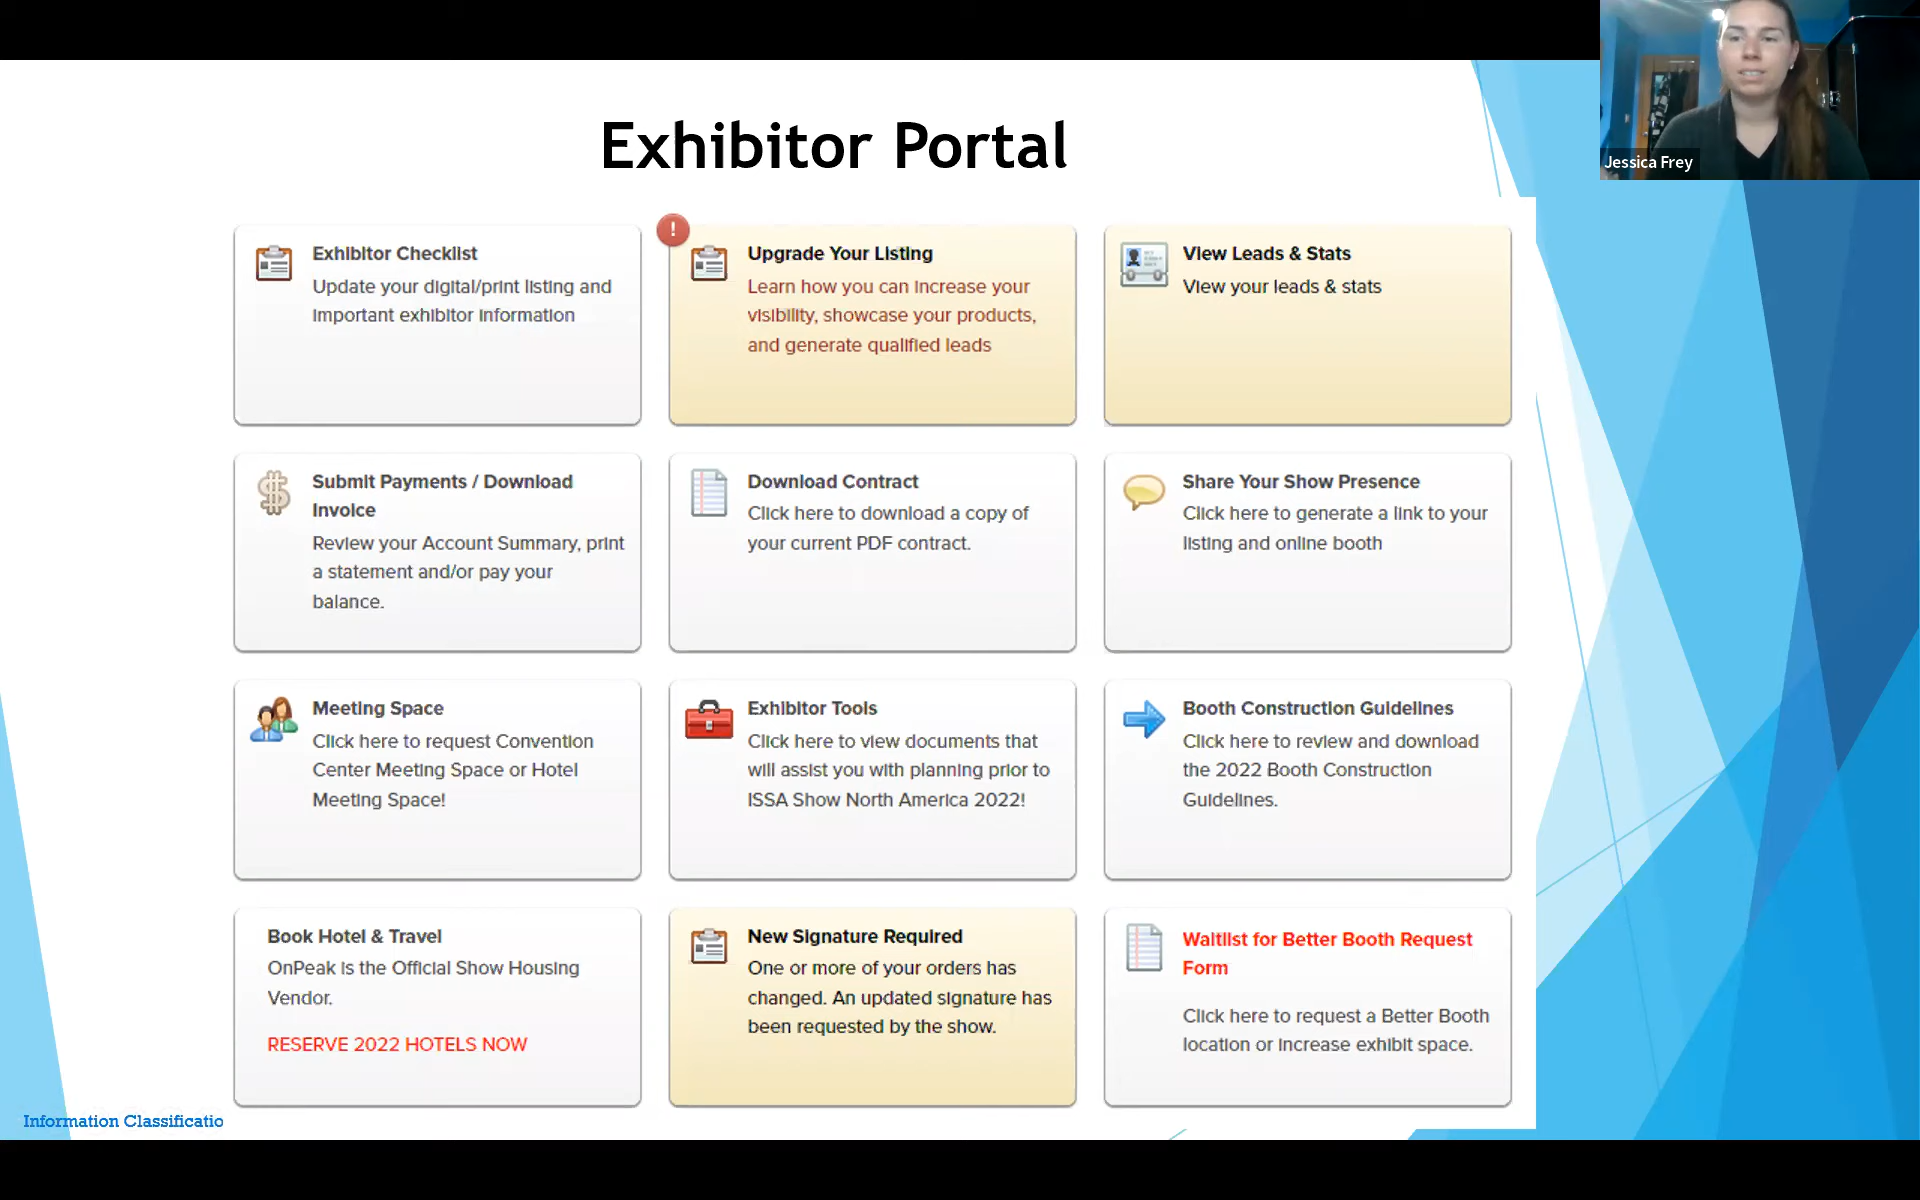 Exhibitor Portal
Jessica Frey
Exhibitor Checklist
Update your digital/print listing and
important exhibitor information
!
Upgrade Your Listing
Learn how you can increase your
visibility, showcase your products,
and generate qualified leads
View Leads & Stats
View your leads & stats
Submit Payments / Download
Invoice
Review your Account Summary, print
a statement and/or pay your
balance.
Download Contract
Click here to download a copy of
your current PDF contract.
Share Your Show Presence
Click here to generate a link to your
listing and online booth
Meeting Space
Click here to request Convention
Center Meeting Space or Hotel
Meeting Space!
Exhibitor Tools
Click here to view documents that
will assist you with planning prior to
ISSA Show North America 2022!
Booth Construction Guidelines
Click here to review and download
the 2022 Booth Construction
Guidelines.
Book Hotel & Travel
OnPeak is the Official Show Housing
Vendor.
RESERVE 2022 HOTELS NOW
New Signature Required
One or more of your orders has
changed. An updated signature has
been requested by the show.
Waitlist for Better Booth Request
Form
Click here to request a Better Booth
location or increase exhibit space.
Information Classificatio